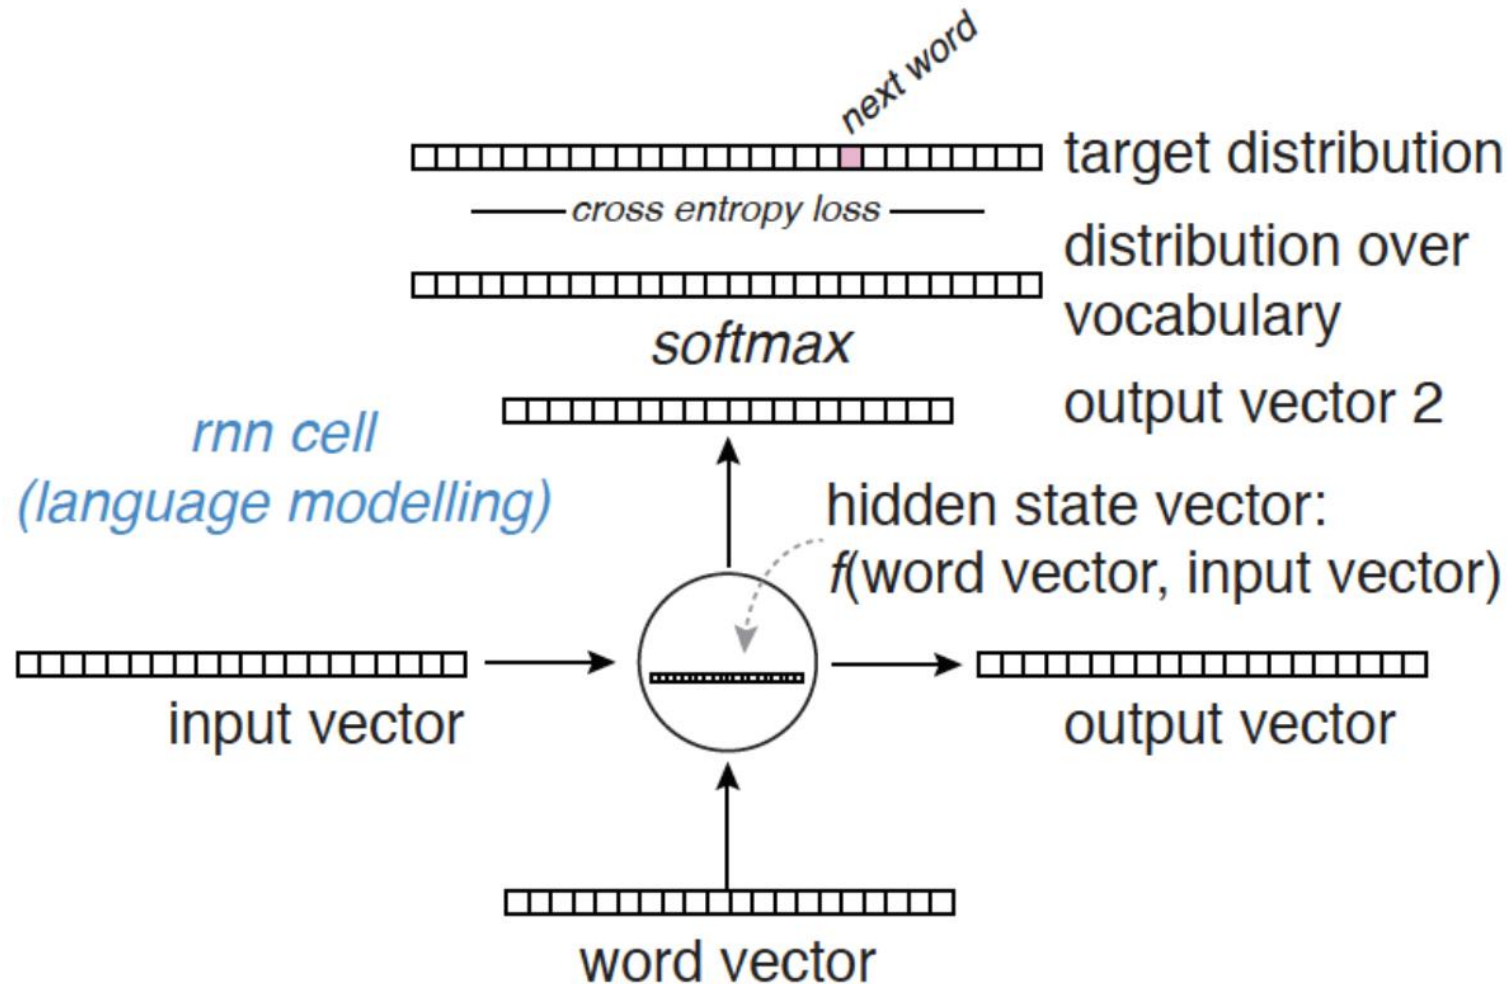 next word
target distribution
cross entropy loss
distribution over
vocabulary
softmax
output vector 2
rnn cell
(language modelling)
hidden state vector:
f(word vector, input vector)
input vector
output vector
word vector